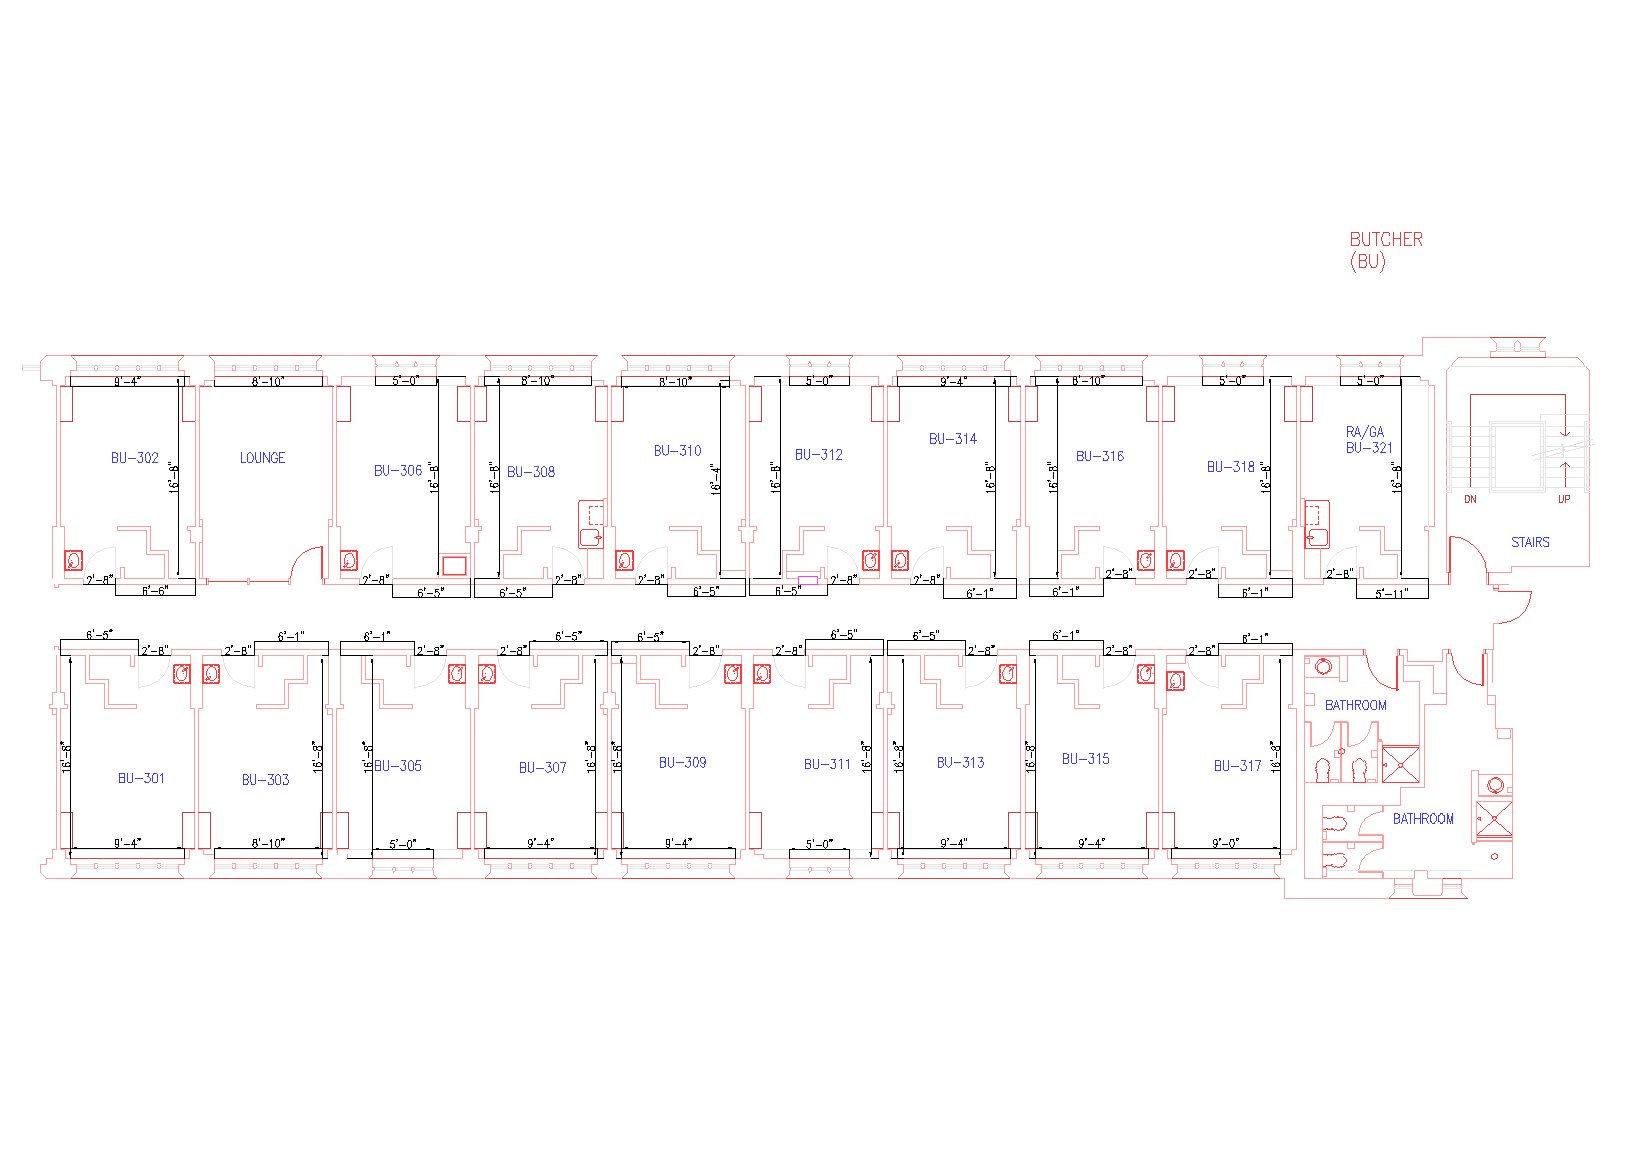 BUTCHER
(BU)
9'-4" 8'-10" 5'-0" 8'-10" 8'-10" 5'-0" 9'-4" 8'-10" 5'-0" 5'-0"
BU-302 LOUNGE BU-306 BU-308 BU-310 BU-312 BU-314 BU-316 BU-318 RA/GA
BU-321
16'-8" 16'-8" 16'-8" 16'-4" 16'-8" 16'-8" 16'-8" 16'-8" 16'-8"
DN UP
STAIRS
2'-8" 2'-8" 2'-8" 2'-8" 2'-8" 2'-8" 2'-8" 2'-8" 2'-8"
6'-6" 6'-5" 6'-5" 6'-5" 6'-5" 6'-1" 6'-1" 6'-1" 5'-11"
6'-5" 6'-1" 6'-1" 6'-5" 6'-5" 6'-5" 6'-5" 6'-1" 6'-1"
2'-8" 2'-8" 2'-8" 2'-8" 2'-8" 2'-8" 2'-8" 2'-8" 2'-8"
BATHROOM
16'-8" 16'-8" 16'-8" 16'-8" 16'-8" 16'-8" 16'-8" 16'-8" 16'-8"
BU-301 BU-303 BU-305 BU-307 BU-309 BU-311 BU-313 BU-315 BU-317
BATHROOM
9'-4" 8'-10" 5'-0" 9'-4" 9'-4" 5'-0" 9'-4" 9'-4" 9'-0"